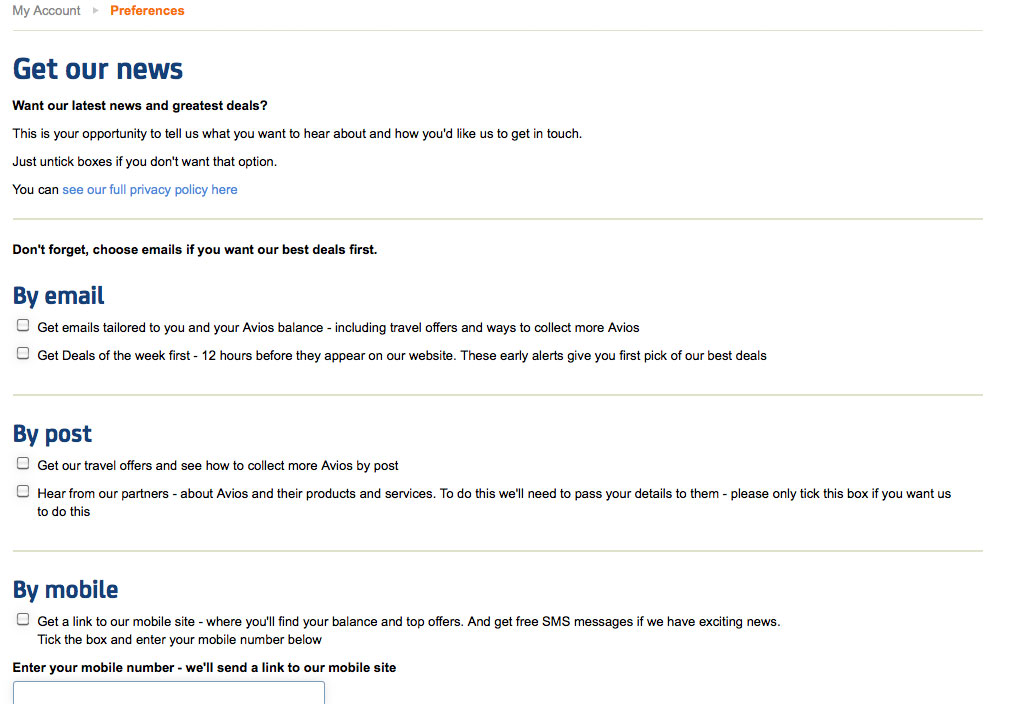 My Account Preferences
Get our news
Want our latest news and greatest deals?
This is your opportunity to tell us what you want to hear about and how you'd like us to get in touch.
Just untick boxes if you don't want that option.
You can see our full privacy policy here
Don't forget, choose emails if you want our best deals first.
By email
Get emails tailored to you and your Avios balance - including travel offers and ways to collect more Avios
Get Deals of the week first - 12 hours before they appear on our website. These early alerts give you first pick of our best deals
By post
Get our travel offers and see how to collect more Avios by post
Hear from our partners - about Avios and their products and services. To do this we'll need to pass your details to them - please only tick this box if you want us
to do this
By mobile
Get a link to our mobile site - where you'll find your balance and top offers. And get free SMS messages if we have exciting news.
Tick the box and enter your mobile number below
Enter your mobile number - we'll send a link to our mobile site